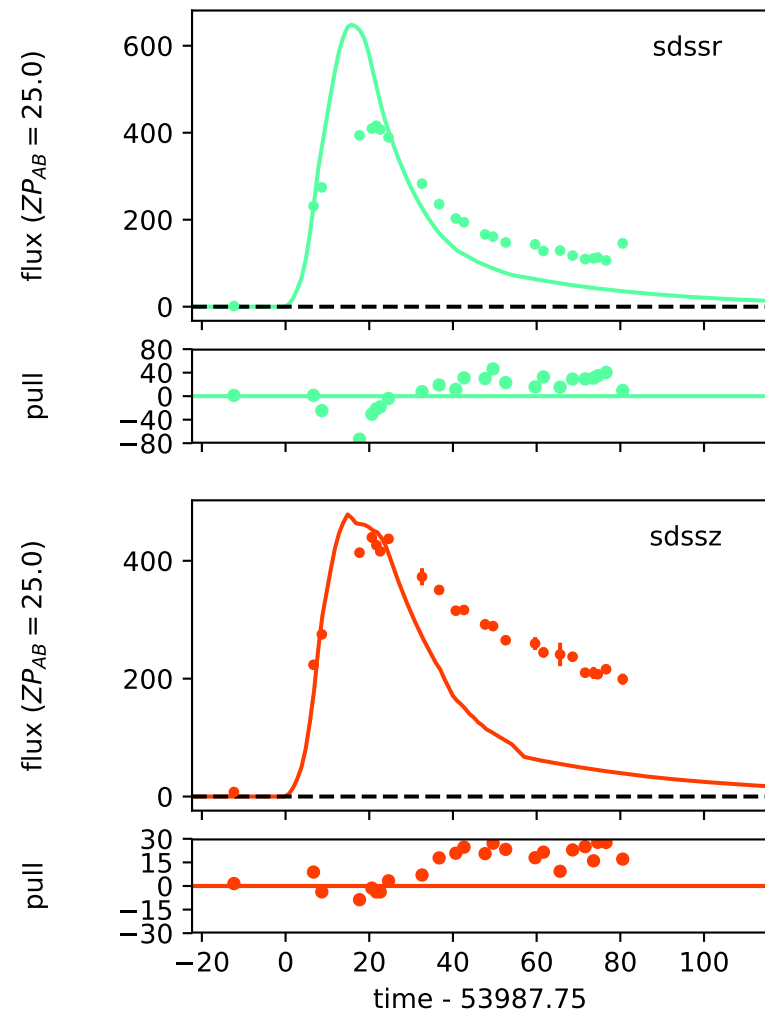 sdssr
flux (ZP_AB = 25.0)
600
400
200
0
pull
80
40
0
−40
−80
sdssz
flux (ZP_AB = 25.0)
400
200
0
pull
30
15
0
−15
−30
−20 0 20 40 60 80 100
time - 53987.75